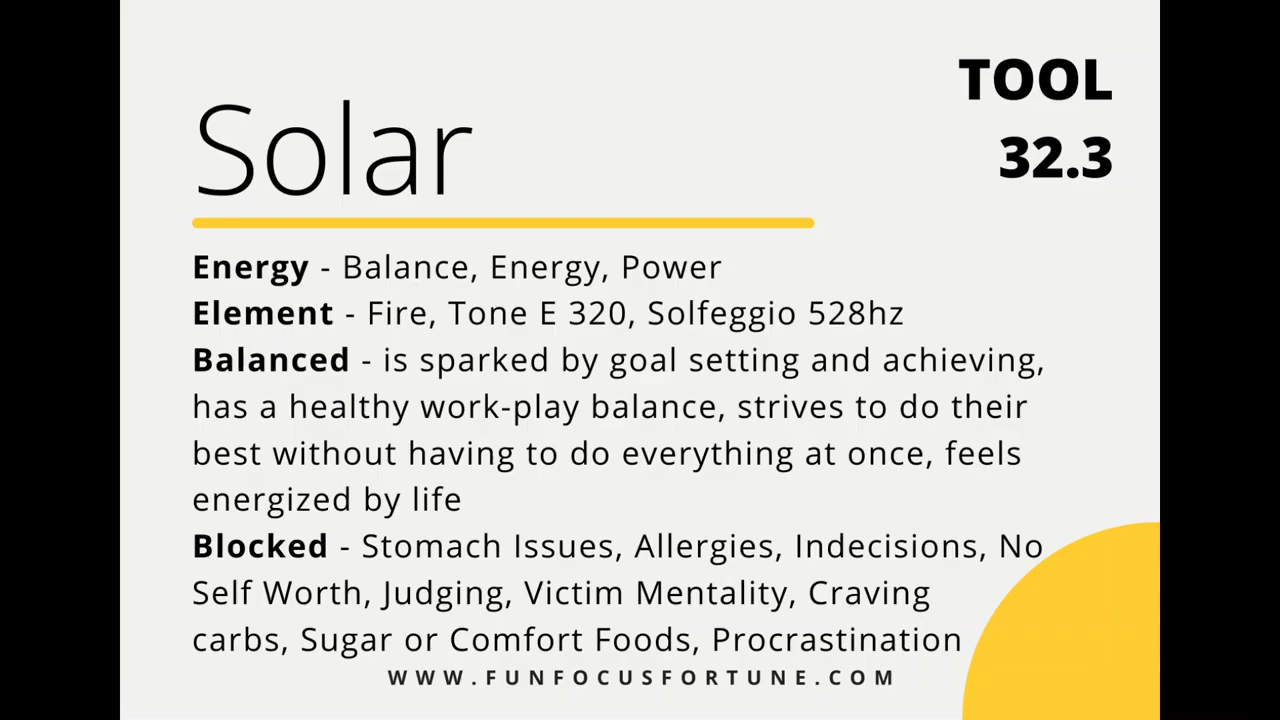 Solar
TOOL
32.3
Energy - Balance, Energy, Power
Element - Fire, Tone E 320, Solfeggio 528hz
Balanced - is sparked by goal setting and achieving,
has a healthy work-play balance, strives to do their
best without having to do everything at once, feels
energized by life
Blocked - Stomach Issues, Allergies, Indecisions, No
Self Worth, Judging, Victim Mentality, Craving
carbs, Sugar or Comfort Foods, Procrastination
WWW.FUNFOCUSFORTUNE.COM